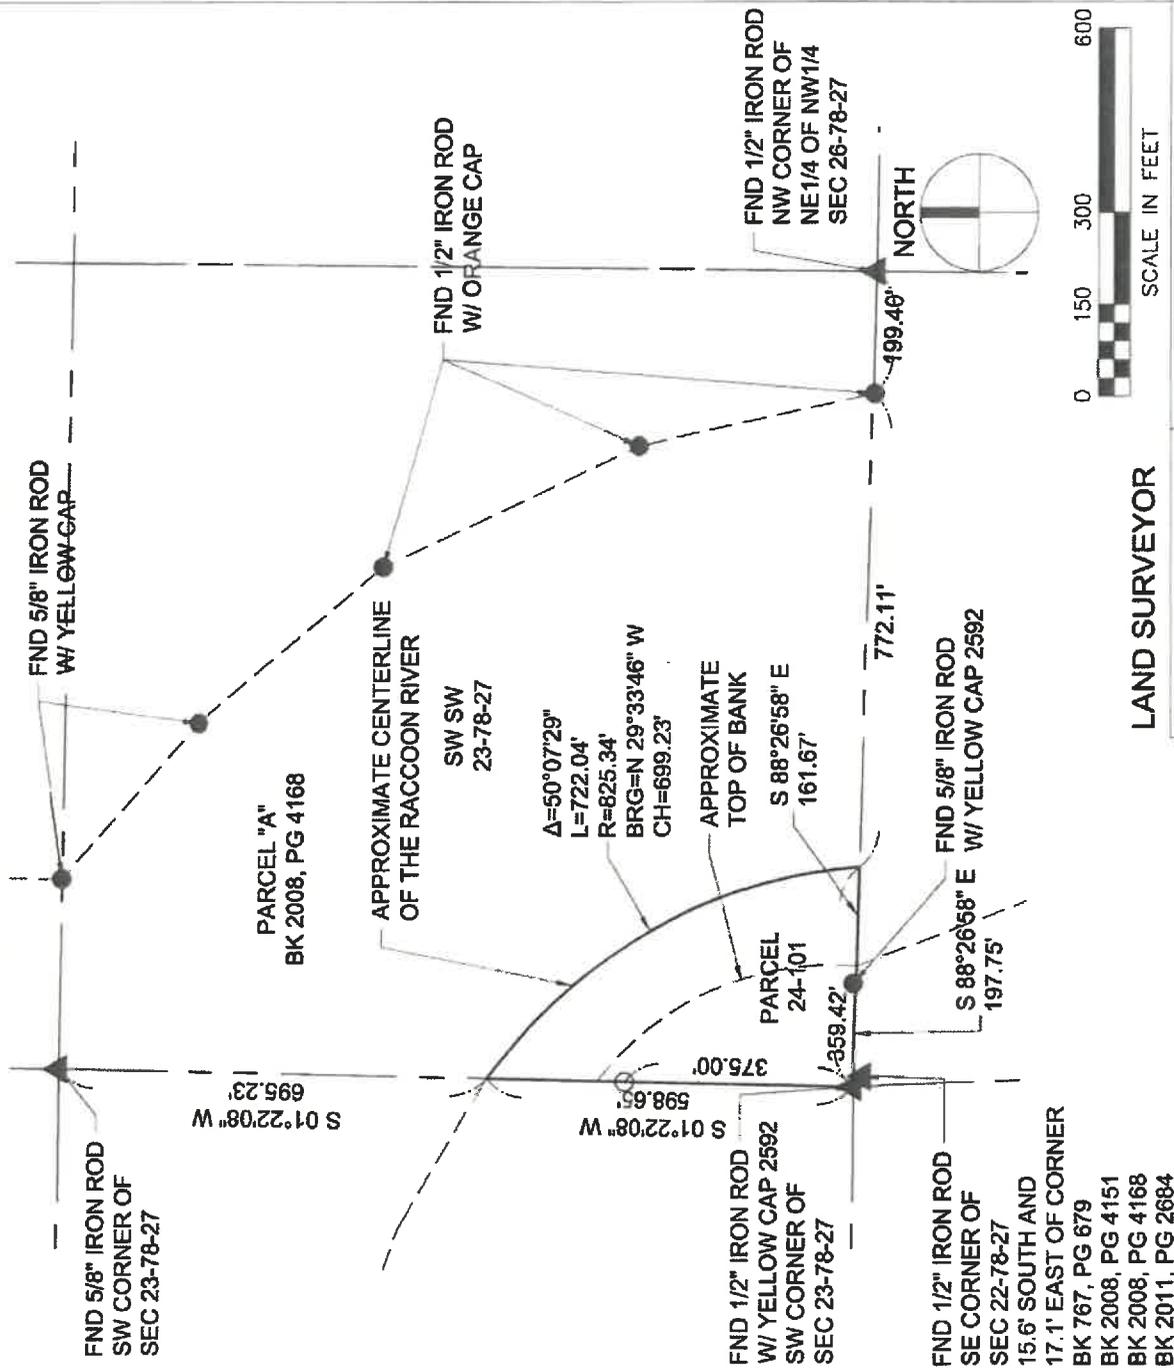 FND 5/8" IRON ROD
W/ YELLOW CAP
FND 1/2" IRON ROD
W/ ORANGE CAP
FND 5/8" IRON ROD
SW CORNER OF
SEC 23-78-27
S 01°22'08" W
695.23'
PARCEL "A"
BK 2008, PG 4168
APPROXIMATE CENTERLINE
OF THE RACCOON RIVER
SW SW
23-78-27
Δ=50°07'29"
L=722.04'
R=825.34'
BRG=N 29°33'46" W
CH=699.23'
APPROXIMATE
TOP OF BANK
S 88°26'58" E
161.67'
PARCEL
24-101
S 01°22'08" W
598.65'
375.00'
359.42'
S 88°26'58" E
197.75'
FND 5/8" IRON ROD
W/ YELLOW CAP 2592
772.11'
199.40'
FND 1/2" IRON ROD
NW CORNER OF
NE1/4 OF NW1/4
SEC 26-78-27
NORTH
FND 1/2" IRON ROD
W/ YELLOW CAP 2592
SW CORNER OF
SEC 23-78-27
FND 1/2" IRON ROD
SE CORNER OF
SEC 22-78-27
15.6' SOUTH AND
17.1' EAST OF CORNER
BK 767, PG 679
BK 2008, PG 4151
BK 2008, PG 4168
BK 2011, PG 2684
0 150 300 600
SCALE IN FEET
LAND SURVEYOR